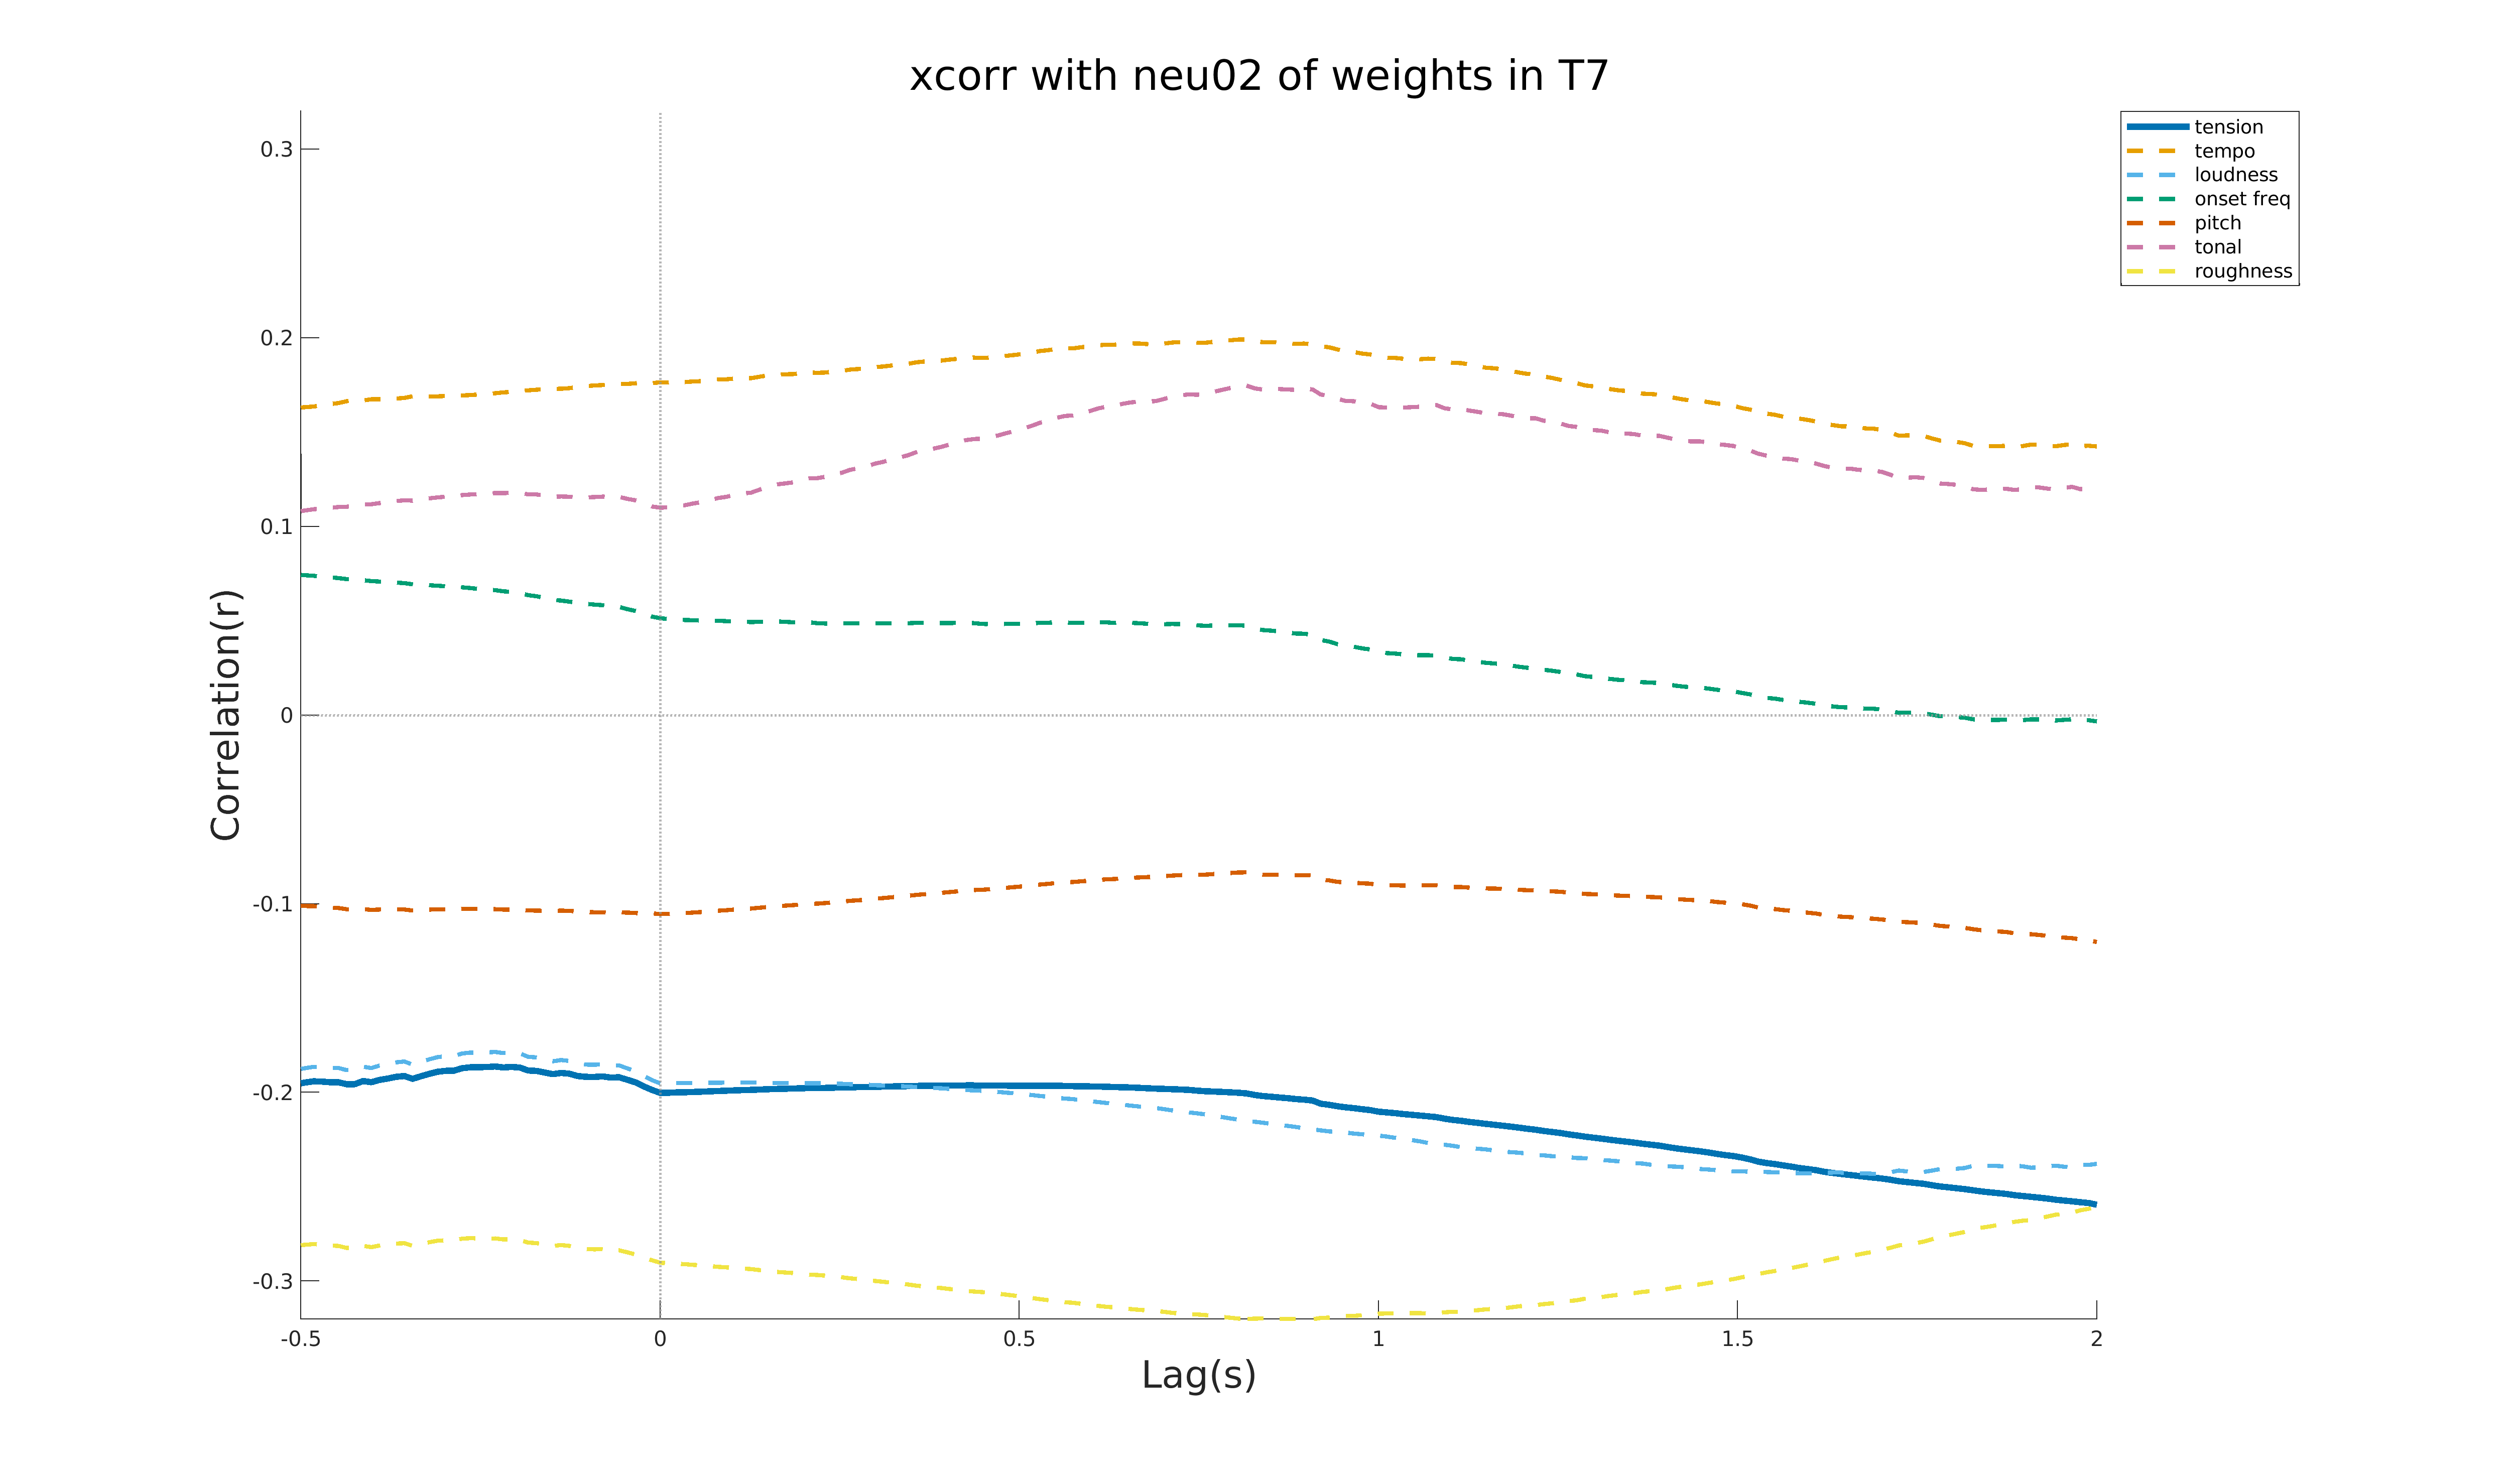 xcorr with neu02 of weights in T7
tension
tempo
loudness
onset freq
pitch
tonal
roughness
0.3
0.2
0.1
0
-0.1
-0.2
-0.3
Correlation(r)
-0.5
0
0.5
1
1.5
2
Lag(s)